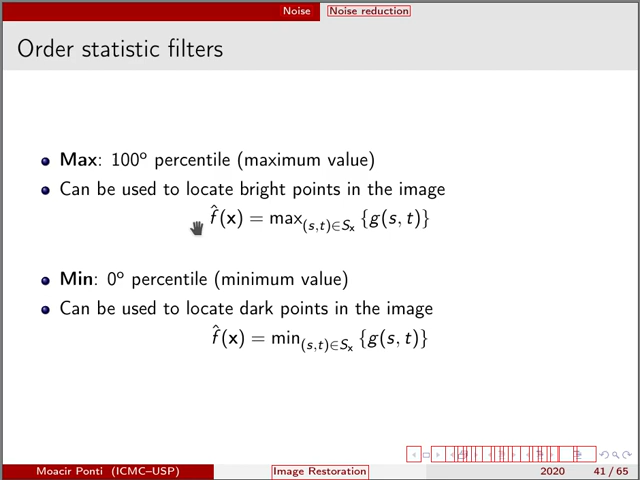 Noise Noise reduction
Order statistic filters
Max: 100º percentile (maximum value)
Can be used to locate bright points in the image
f̂(x) = max(s,t)∈Sx {g(s, t)}
Min: 0º percentile (minimum value)
Can be used to locate dark points in the image
f̂(x) = min(s,t)∈Sx {g(s, t)}
Moacir Ponti (ICMC–USP) Image Restoration 2020 41 / 65